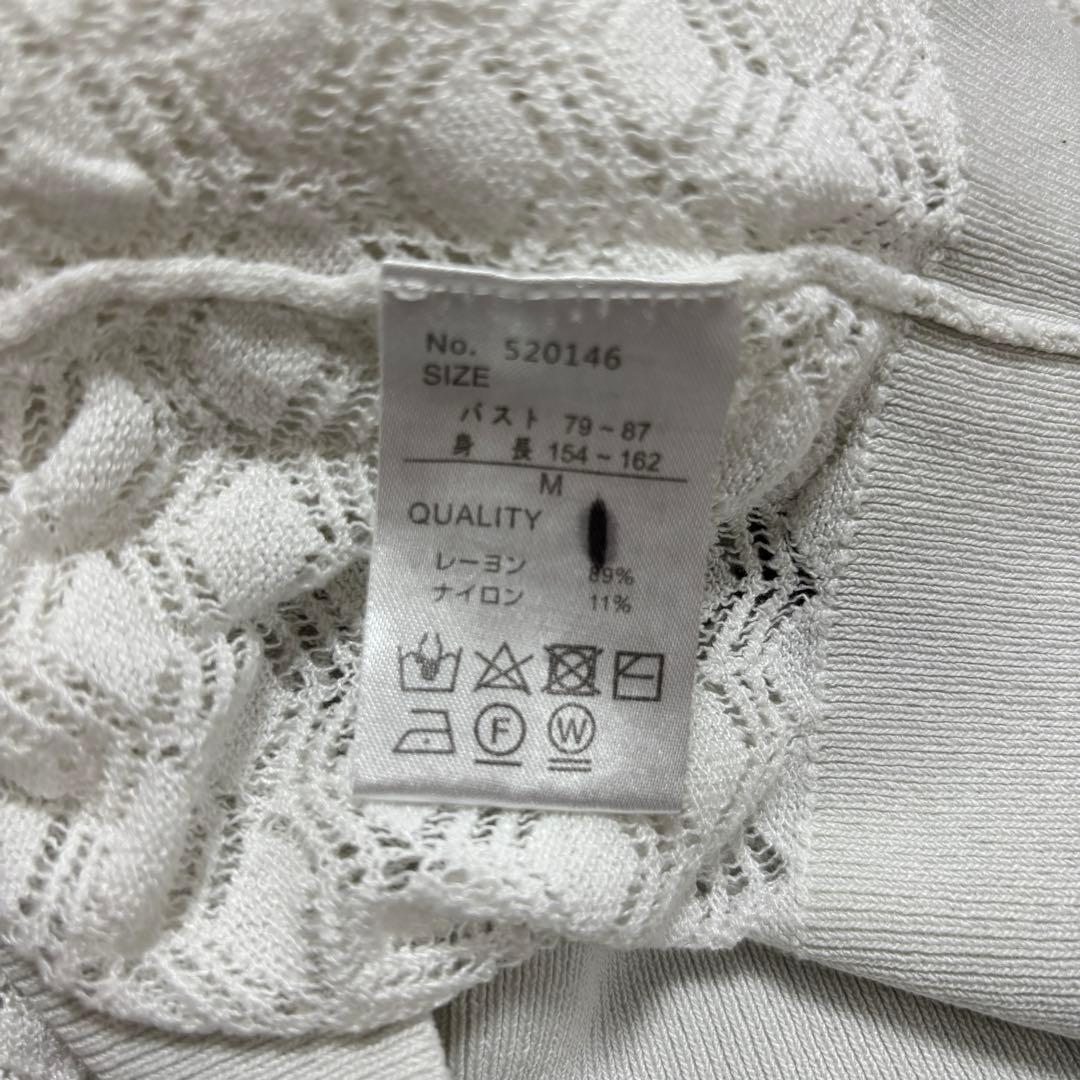 No. 520146
SIZE
バスト 79~87
身 長 154~162
M
QUALITY
レーヨン 89%
ナイロン 11%
F W